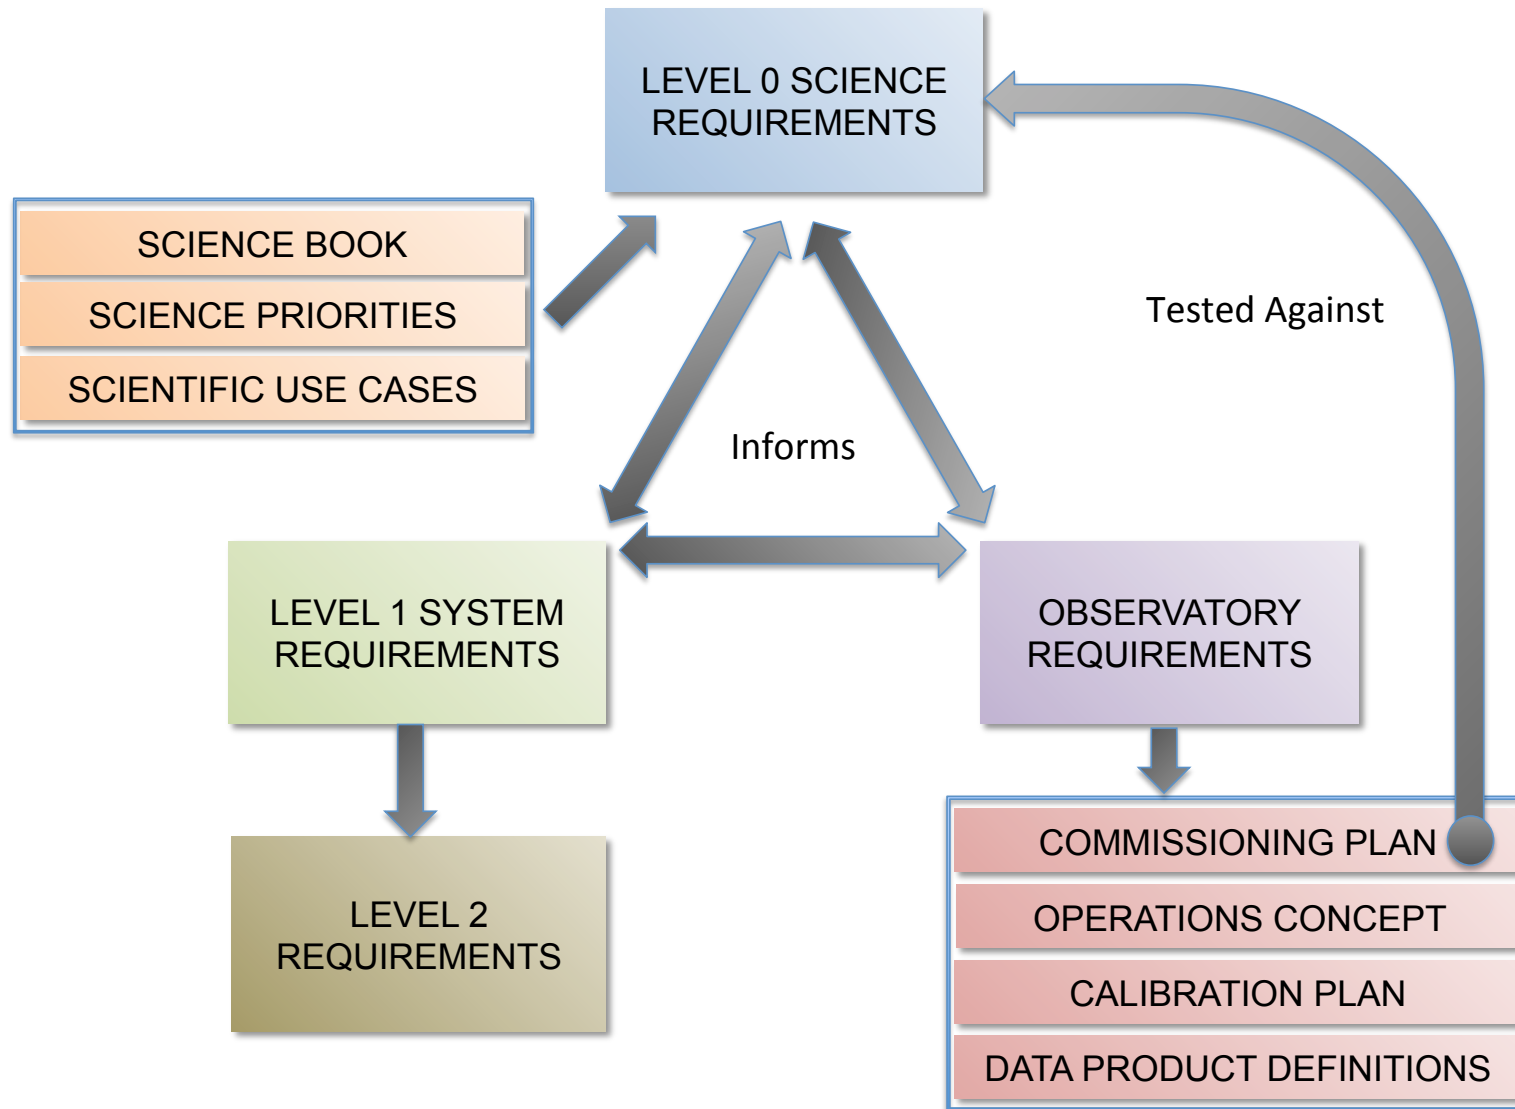 LEVEL 0 SCIENCE
REQUIREMENTS
SCIENCE BOOK
SCIENCE PRIORITIES
SCIENTIFIC USE CASES
Tested Against
Informs
LEVEL 1 SYSTEM
REQUIREMENTS
OBSERVATORY
REQUIREMENTS
LEVEL 2
REQUIREMENTS
COMMISSIONING PLAN
OPERATIONS CONCEPT
CALIBRATION PLAN
DATA PRODUCT DEFINITIONS